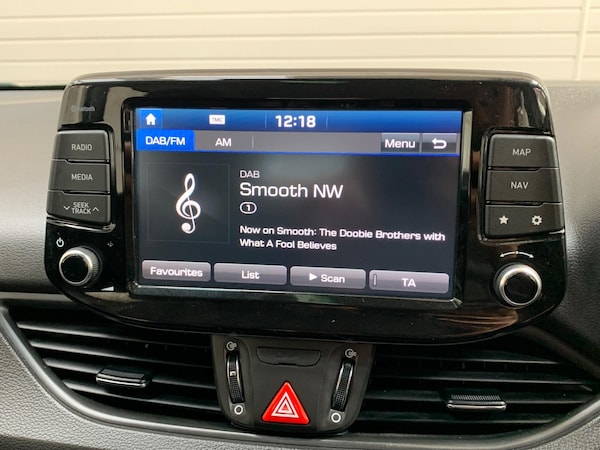 Bluetooth
TMC
12:18
DAB/FM
AM
Menu
RADIO
MEDIA
SEEK
TRACK
MAP
NAV
DAB
Smooth NW
1
Now on Smooth: The Doobie Brothers with
What A Fool Believes
Favourites
List
Scan
TA